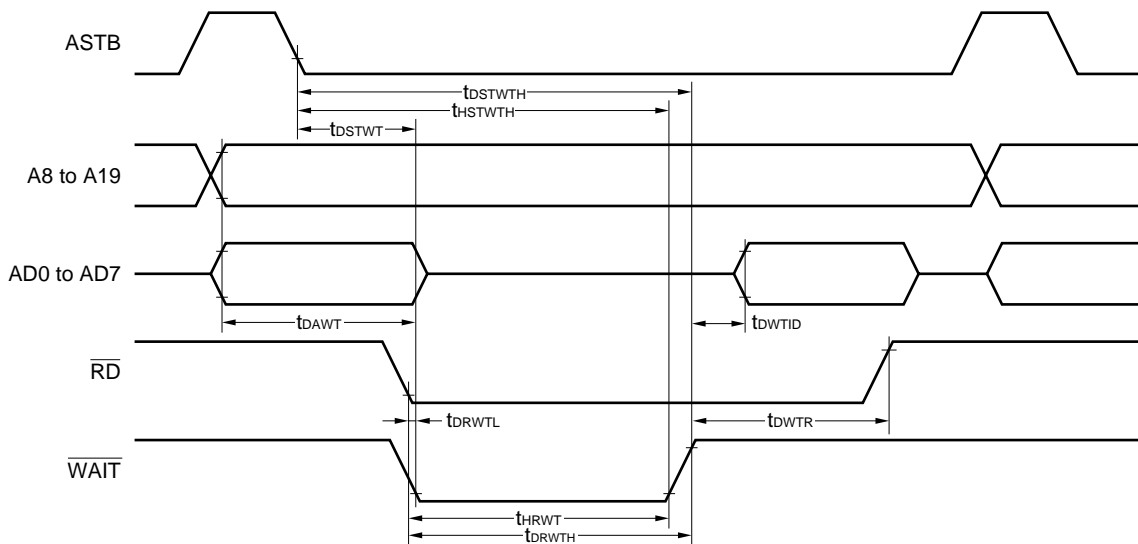 ASTB
tDSTWTH
tHSTWTH
tDSTWT
A8 to A19
AD0 to AD7
tDAWT
tDWTID
RD
tDRWTL
tDWTR
WAIT
tHRWT
tDRWTH